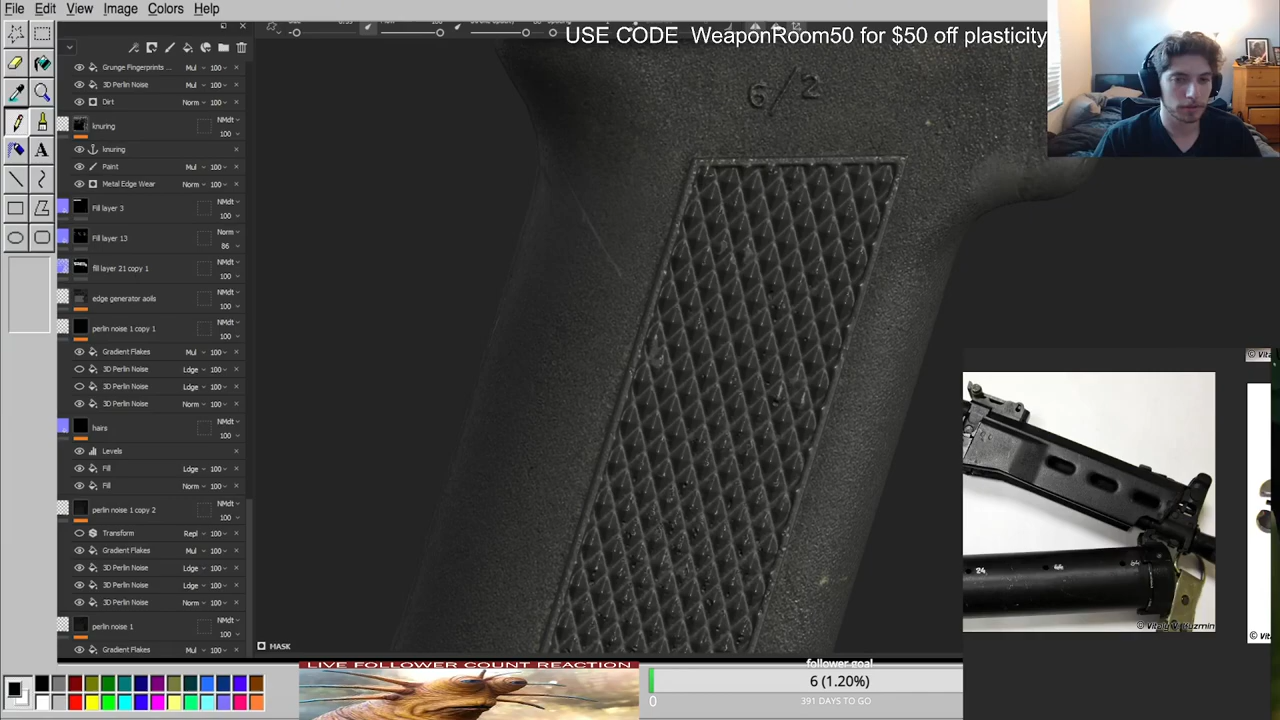 File Edit View Image Colors Help
USE CODE WeaponRoom50 for $50 off plasticity
Grunge Fingerprints ... Mul 100
3D Perlin Noise Mul 100
Dirt Norm 100
knuring NMdt 100
knuring
Paint Mul 100
Metal Edge Wear Norm 100
Fill layer 3 NMdt 100
Fill layer 13 Norm 86
fill layer 21 copy 1 NMdt 100
edge generator aoils NMdt 100
perlin noise 1 copy 1 NMdt 100
Gradient Flakes Mul 100
3D Perlin Noise Ldge 100
3D Perlin Noise Ldge 100
3D Perlin Noise Norm 100
hairs NMdt 100
Levels
Fill Ldge 100
Fill Norm 100
perlin noise 1 copy 2 NMdt 100
Transform Repl 100
Gradient Flakes Mul 100
3D Perlin Noise Ldge 100
3D Perlin Noise Ldge 100
3D Perlin Noise Norm 100
perlin noise 1 NMdt 100
Gradient Flakes Mul 100
A
6/2
MASK
24
LIVE FOLLOWER COUNT REACTION
follower goal
6 (1.20%)
0
391 DAYS TO GO